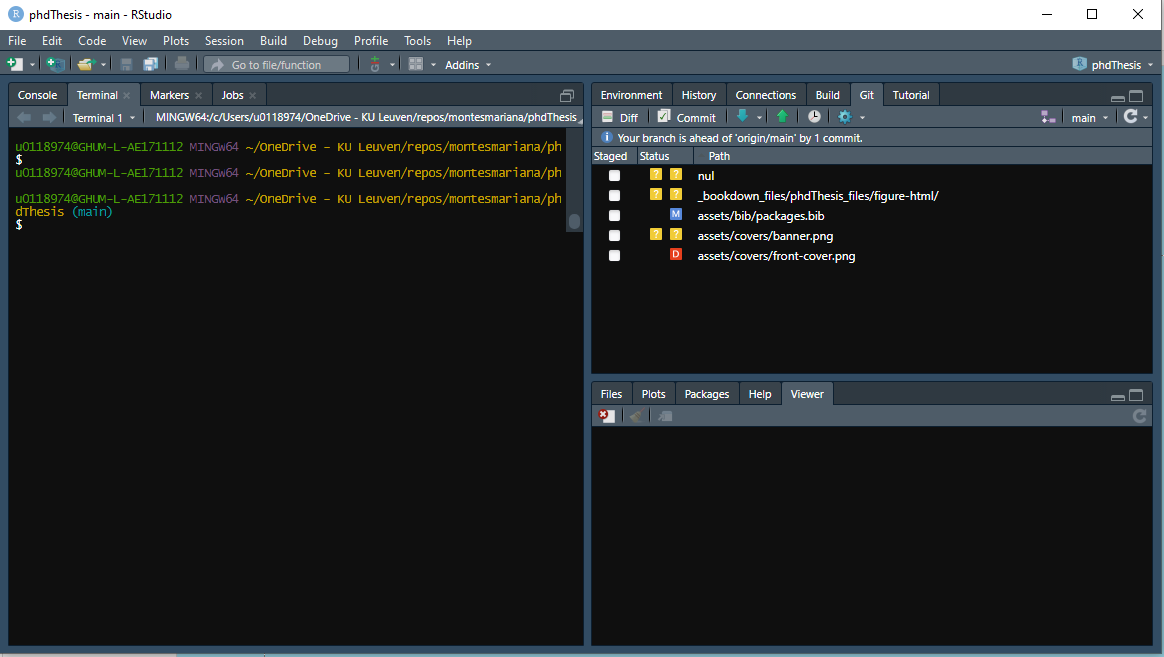 phdThesis - main - RStudio
File Edit Code View Plots Session Build Debug Profile Tools Help
Go to file/function Addins phdThesis
Console Terminal Markers Jobs
Terminal 1 MINGW64:/c/Users/u0118974/OneDrive - KU Leuven/repos/montesmariana/phdThesis
u0118974@GHUM-L-AE171112 MINGW64 ~/OneDrive - KU Leuven/repos/montesmariana/ph
$
u0118974@GHUM-L-AE171112 MINGW64 ~/OneDrive - KU Leuven/repos/montesmariana/ph
u0118974@GHUM-L-AE171112 MINGW64 ~/OneDrive - KU Leuven/repos/montesmariana/ph
dThesis (main)
$
Environment History Connections Build Git Tutorial
Diff Commit main
Your branch is ahead of 'origin/main' by 1 commit.
Staged Status Path
? ? nul
? ? _bookdown_files/phdThesis_files/figure-html/
M assets/bib/packages.bib
? ? assets/covers/banner.png
D assets/covers/front-cover.png
Files Plots Packages Help Viewer